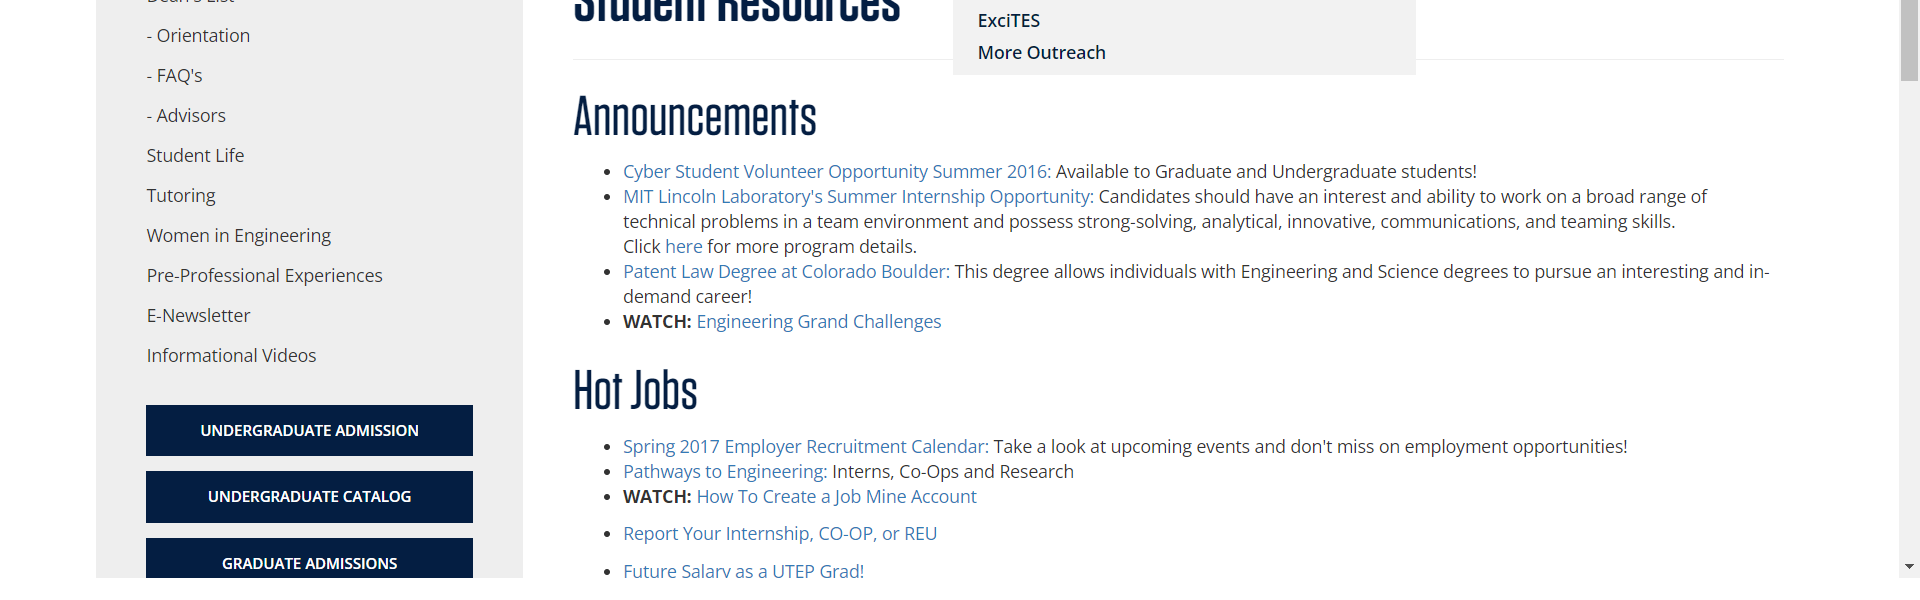 Dean's List
- Orientation
- FAQ's
- Advisors
Student Life
Tutoring
Women in Engineering
Pre-Professional Experiences
E-Newsletter
Informational Videos
UNDERGRADUATE ADMISSION
UNDERGRADUATE CATALOG
GRADUATE ADMISSIONS
Student Resources
ExciTES
More Outreach
Announcements
Cyber Student Volunteer Opportunity Summer 2016: Available to Graduate and Undergraduate students!
MIT Lincoln Laboratory's Summer Internship Opportunity: Candidates should have an interest and ability to work on a broad range of
technical problems in a team environment and possess strong-solving, analytical, innovative, communications, and teaming skills.
Click here for more program details.
Patent Law Degree at Colorado Boulder: This degree allows individuals with Engineering and Science degrees to pursue an interesting and in-
demand career!
WATCH: Engineering Grand Challenges
Hot Jobs
Spring 2017 Employer Recruitment Calendar: Take a look at upcoming events and don't miss on employment opportunities!
Pathways to Engineering: Interns, Co-Ops and Research
WATCH: How To Create a Job Mine Account
Report Your Internship, CO-OP, or REU
Future Salary as a UTEP Grad!